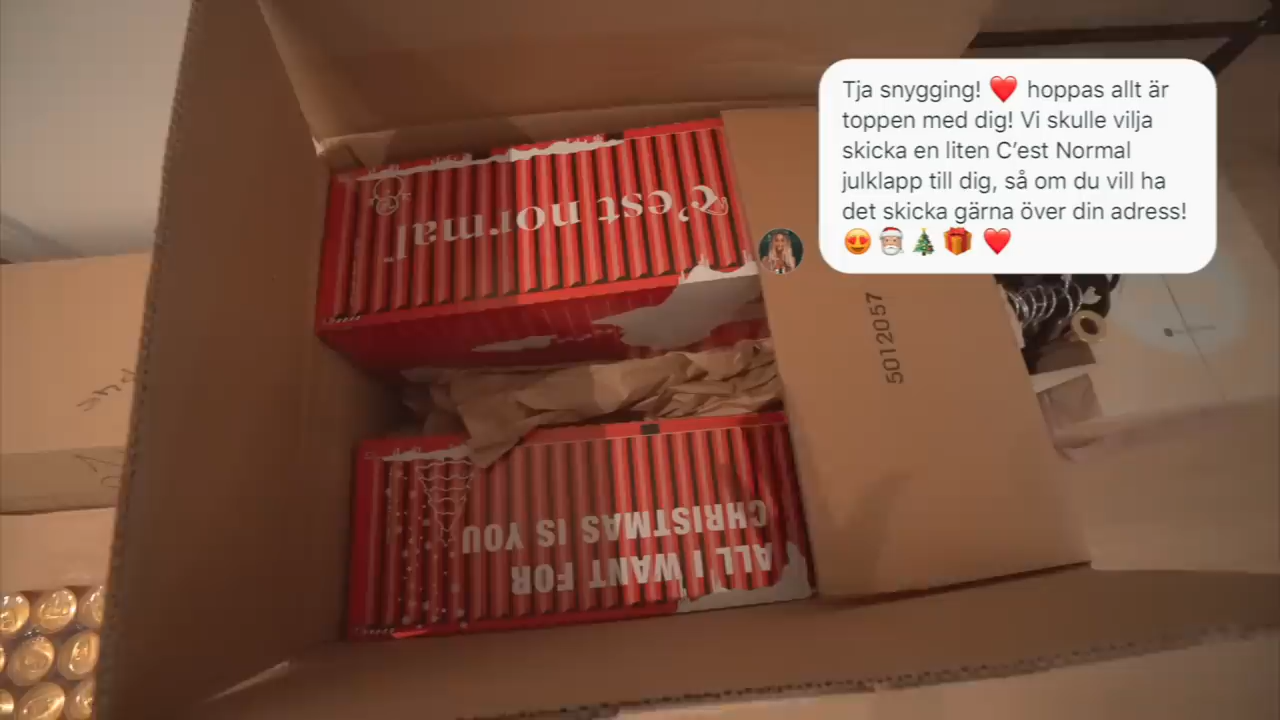 Tja snygging! ❤️ hoppas allt är
toppen med dig! Vi skulle vilja
skicka en liten C’est Normal
julklapp till dig, så om du vill ha
det skicka gärna över din adress!
😍🎅🏼🎄🎁 ❤️
C'est normal
5012057
ALL I WANT FOR
CHRISTMAS IS YOU